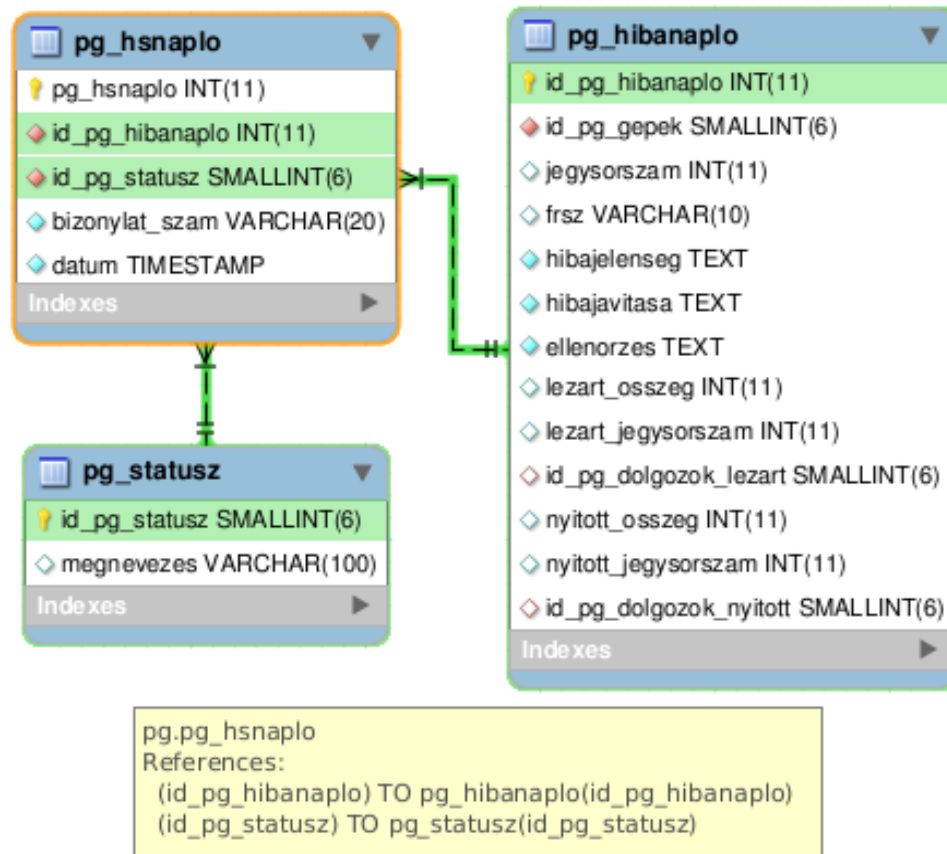 pg_hsnaplo
pg_hsnaplo INT(11)
id_pg_hibanaplo INT(11)
id_pg_statusz SMALLINT(6)
bizonylat_szam VARCHAR(20)
datum TIMESTAMP
Indexes
pg_statusz
id_pg_statusz SMALLINT(6)
megnevezes VARCHAR(100)
Indexes
pg_hibanaplo
id_pg_hibanaplo INT(11)
id_pg_gepek SMALLINT(6)
jegysorszam INT(11)
frsz VARCHAR(10)
hibajelenseg TEXT
hibajavitasa TEXT
ellenorzes TEXT
lezart_osszeg INT(11)
lezart_jegysorszam INT(11)
id_pg_dolgozok_lezart SMALLINT(6)
nyitott_osszeg INT(11)
nyitott_jegysorszam INT(11)
id_pg_dolgozok_nyitott SMALLINT(6)
Indexes
pg.pg_hsnaplo
References:
(id_pg_hibanaplo) TO pg_hibanaplo(id_pg_hibanaplo)
(id_pg_statusz) TO pg_statusz(id_pg_statusz)